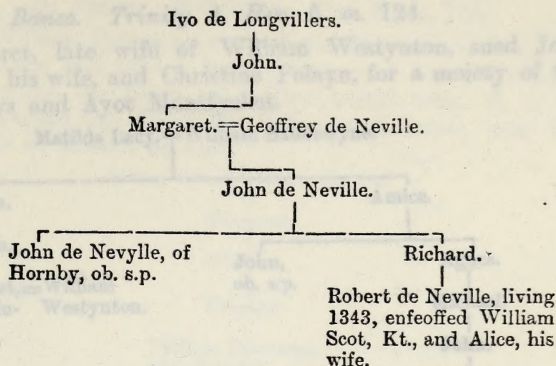 Ivo de Longvillers.
John.
Margaret.=Geoffrey de Neville.
John de Neville.
John de Nevylle, of
Hornby, ob. s.p.
Richard.
Robert de Neville, living
1343, enfeoffed William
Scot, Kt., and Alice, his
wife.